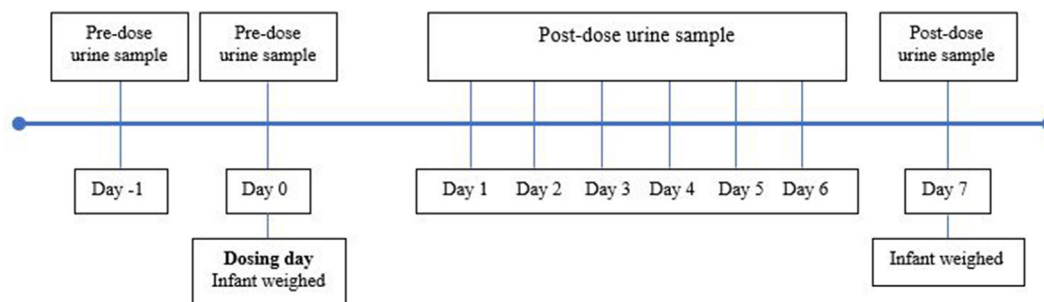 Pre-dose
urine sample
Pre-dose
urine sample
Post-dose urine sample
Post-dose
urine sample
Day -1
Day 0
Day 1
Day 2
Day 3
Day 4
Day 5
Day 6
Day 7
Dosing day
Infant weighed
Infant weighed